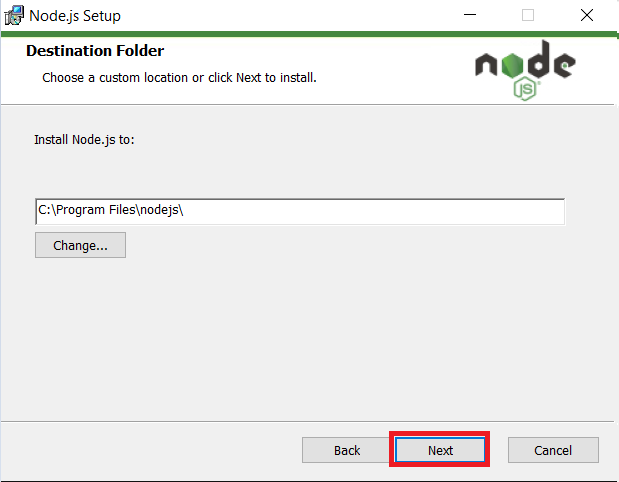 Node.js Setup
Destination Folder
Choose a custom location or click Next to install.
node
JS
Install Node.js to:
C:\Program Files\nodejs\
Change...
Back
Next
Cancel